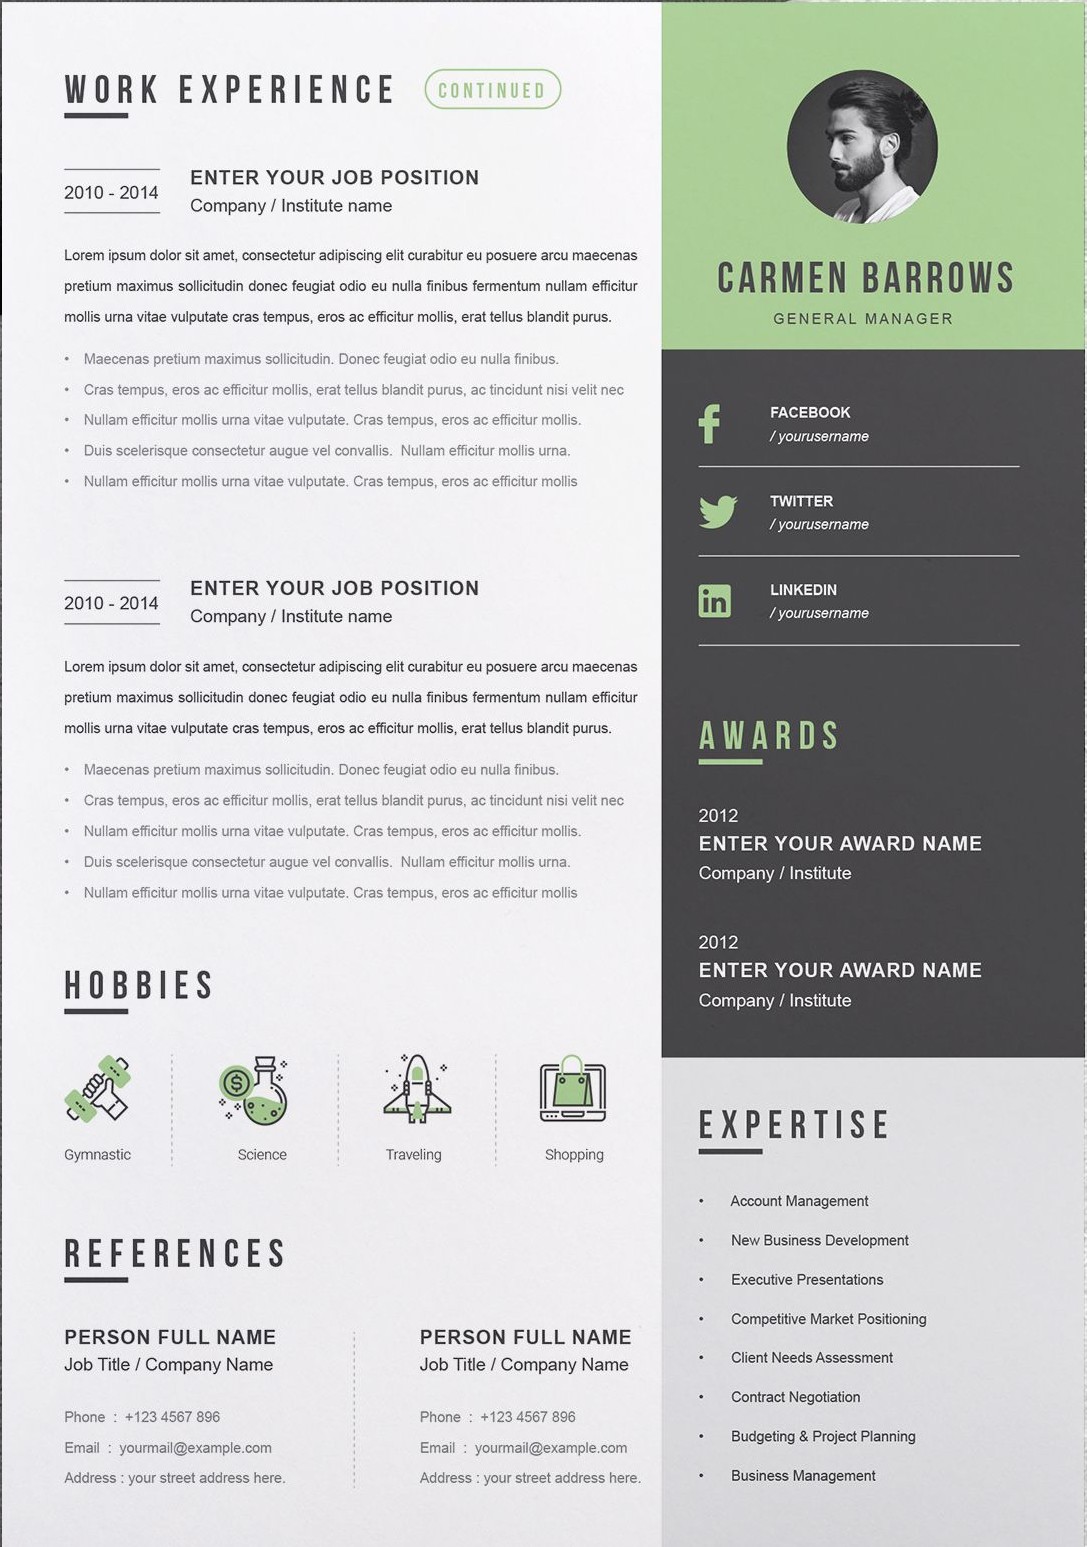 WORK EXPERIENCE
CONTINUED
2010 - 2014
ENTER YOUR JOB POSITION
Company / Institute name
Lorem ipsum dolor sit amet, consectetur adipiscing elit curabitur eu posuere arcu maecenas
pretium maximus sollicitudin donec feugiat odio eu nulla finibus fermentum nullam efficitur
mollis urna vitae vulputate cras tempus, eros ac efficitur mollis, erat tellus blandit purus.
• Maecenas pretium maximus sollicitudin. Donec feugiat odio eu nulla finibus.
• Cras tempus, eros ac efficitur mollis, erat tellus blandit purus, ac tincidunt nisi velit nec
• Nullam efficitur mollis urna vitae vulputate. Cras tempus, eros ac efficitur mollis.
• Duis scelerisque consectetur augue vel convallis.  Nullam efficitur mollis urna.
• Nullam efficitur mollis urna vitae vulputate. Cras tempus, eros ac efficitur mollis
2010 - 2014
ENTER YOUR JOB POSITION
Company / Institute name
Lorem ipsum dolor sit amet, consectetur adipiscing elit curabitur eu posuere arcu maecenas
pretium maximus sollicitudin donec feugiat odio eu nulla finibus fermentum nullam efficitur
mollis urna vitae vulputate cras tempus, eros ac efficitur mollis, erat tellus blandit purus.
• Maecenas pretium maximus sollicitudin. Donec feugiat odio eu nulla finibus.
• Cras tempus, eros ac efficitur mollis, erat tellus blandit purus, ac tincidunt nisi velit nec
• Nullam efficitur mollis urna vitae vulputate. Cras tempus, eros ac efficitur mollis.
• Duis scelerisque consectetur augue vel convallis.  Nullam efficitur mollis urna.
• Nullam efficitur mollis urna vitae vulputate. Cras tempus, eros ac efficitur mollis
HOBBIES
$
Gymnastic
Science
Traveling
Shopping
REFERENCES
PERSON FULL NAME
Job Title / Company Name
Phone : +123 4567 896
Email : yourmail@example.com
Address : your street address here.
PERSON FULL NAME
Job Title / Company Name
Phone : +123 4567 896
Email : yourmail@example.com
Address : your street address here.
CARMEN BARROWS
GENERAL MANAGER
f
FACEBOOK
/ yourusername
TWITTER
/ yourusername
in
LINKEDIN
/ yourusername
AWARDS
2012
ENTER YOUR AWARD NAME
Company / Institute
2012
ENTER YOUR AWARD NAME
Company / Institute
EXPERTISE
• Account Management
• New Business Development
• Executive Presentations
• Competitive Market Positioning
• Client Needs Assessment
• Contract Negotiation
• Budgeting & Project Planning
• Business Management